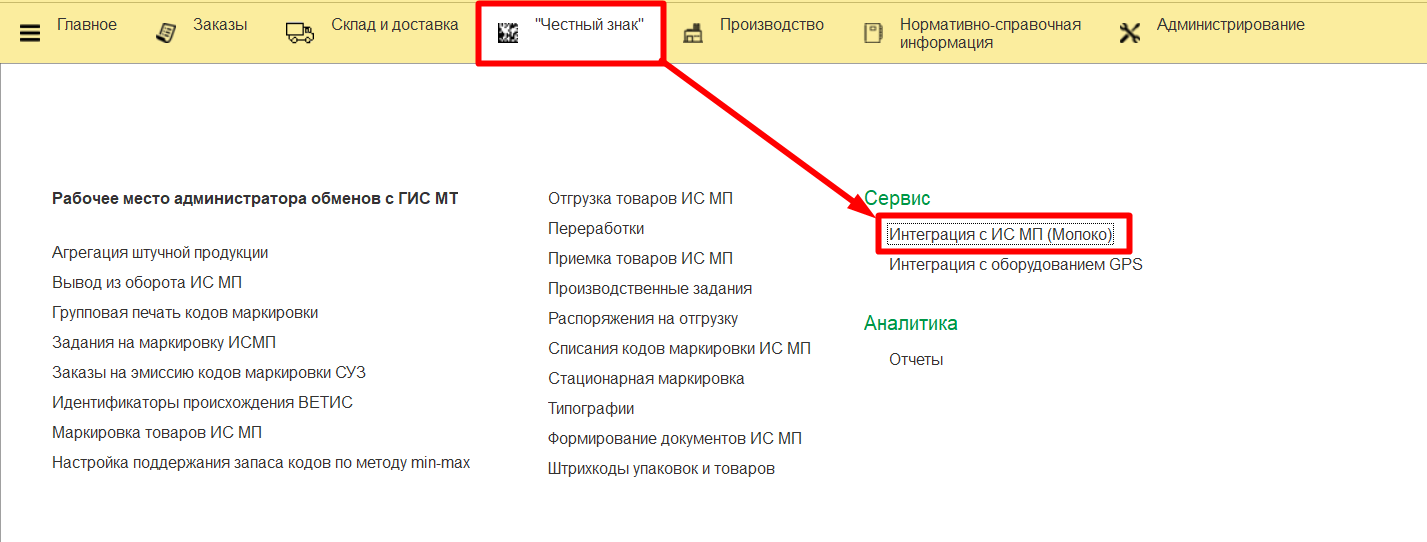 Главное
Заказы
Склад и доставка
"Честный знак"
Производство
Нормативно-справочная
информация
Администрирование
Рабочее место администратора обменов с ГИС МТ
Агрегация штучной продукции
Вывод из оборота ИС МП
Групповая печать кодов маркировки
Задания на маркировку ИСМП
Заказы на эмиссию кодов маркировки СУЗ
Идентификаторы происхождения ВЕТИС
Маркировка товаров ИС МП
Настройка поддержания запаса кодов по методу min-max
Отгрузка товаров ИС МП
Переработки
Приемка товаров ИС МП
Производственные задания
Распоряжения на отгрузку
Списания кодов маркировки ИС МП
Стационарная маркировка
Типографии
Формирование документов ИС МП
Штрихкоды упаковок и товаров
Сервис
Интеграция с ИС МП (Молоко)
Интеграция с оборудованием GPS
Аналитика
Отчеты